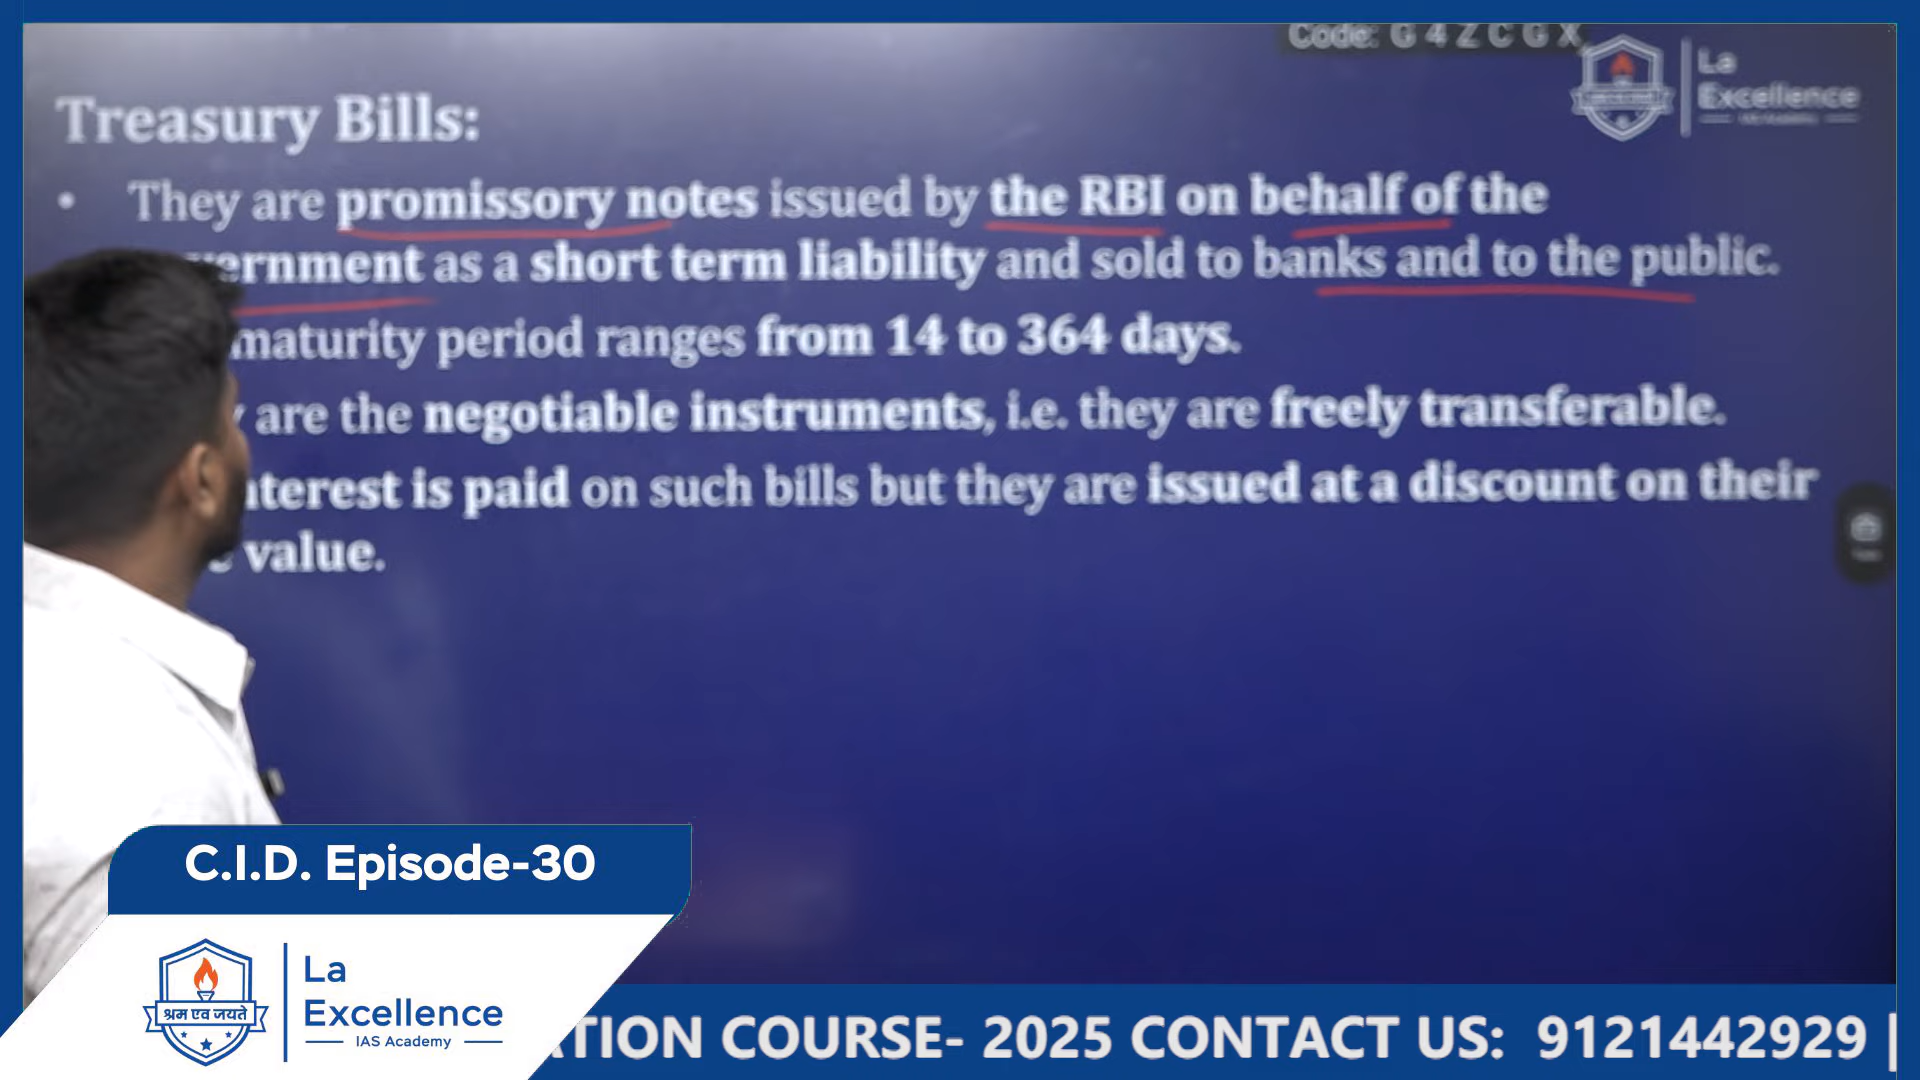 Code: G 4 Z C G X
La
Excellence
Treasury Bills:
• They are promissory notes issued by the RBI on behalf of the
as a short term liability and sold to banks and to the public.
maturity period ranges from 14 to 364 days.
are the negotiable instruments, i.e. they are freely transferable.
is paid on such bills but they are issued at a discount on their
value.
C.I.D. Episode-30
श्रम एव जयते
La
Excellence
IAS Academy
COURSE- 2025 CONTACT US: 9121442929 |